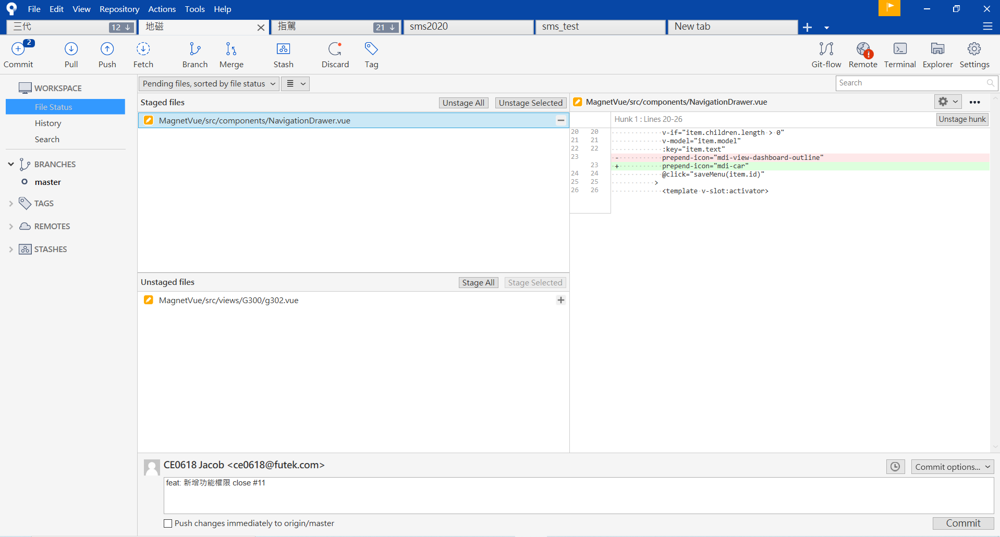 File Edit View Repository Actions Tools Help
三代 12 ↓ 地磁 指駕 21 ↓ sms2020 sms_test New tab
2
Commit Pull Push Fetch Branch Merge Stash Discard Tag Git-flow Remote Terminal Explorer Settings
WORKSPACE
File Status
History
Search
BRANCHES
master
TAGS
REMOTES
STASHES
Pending files, sorted by file status
Search
Staged files Unstage All Unstage Selected
MagnetVue/src/components/NavigationDrawer.vue
Unstaged files Stage All Stage Selected
MagnetVue/src/views/G300/g302.vue
MagnetVue/src/components/NavigationDrawer.vue
Hunk 1 : Lines 20-26 Unstage hunk
20 20 v-if="item.children.length > 0"
21 21 v-model="item.model"
22 22 :key="item.text"
23 - prepend-icon="mdi-view-dashboard-outline"
23 + prepend-icon="mdi-car"
24 24 @click="saveMenu(item.id)"
25 25 >
26 26 <template v-slot:activator>
CE0618 Jacob <ce0618@futek.com>
Commit options...
feat: 新增功能權限 close #11
Push changes immediately to origin/master
Commit